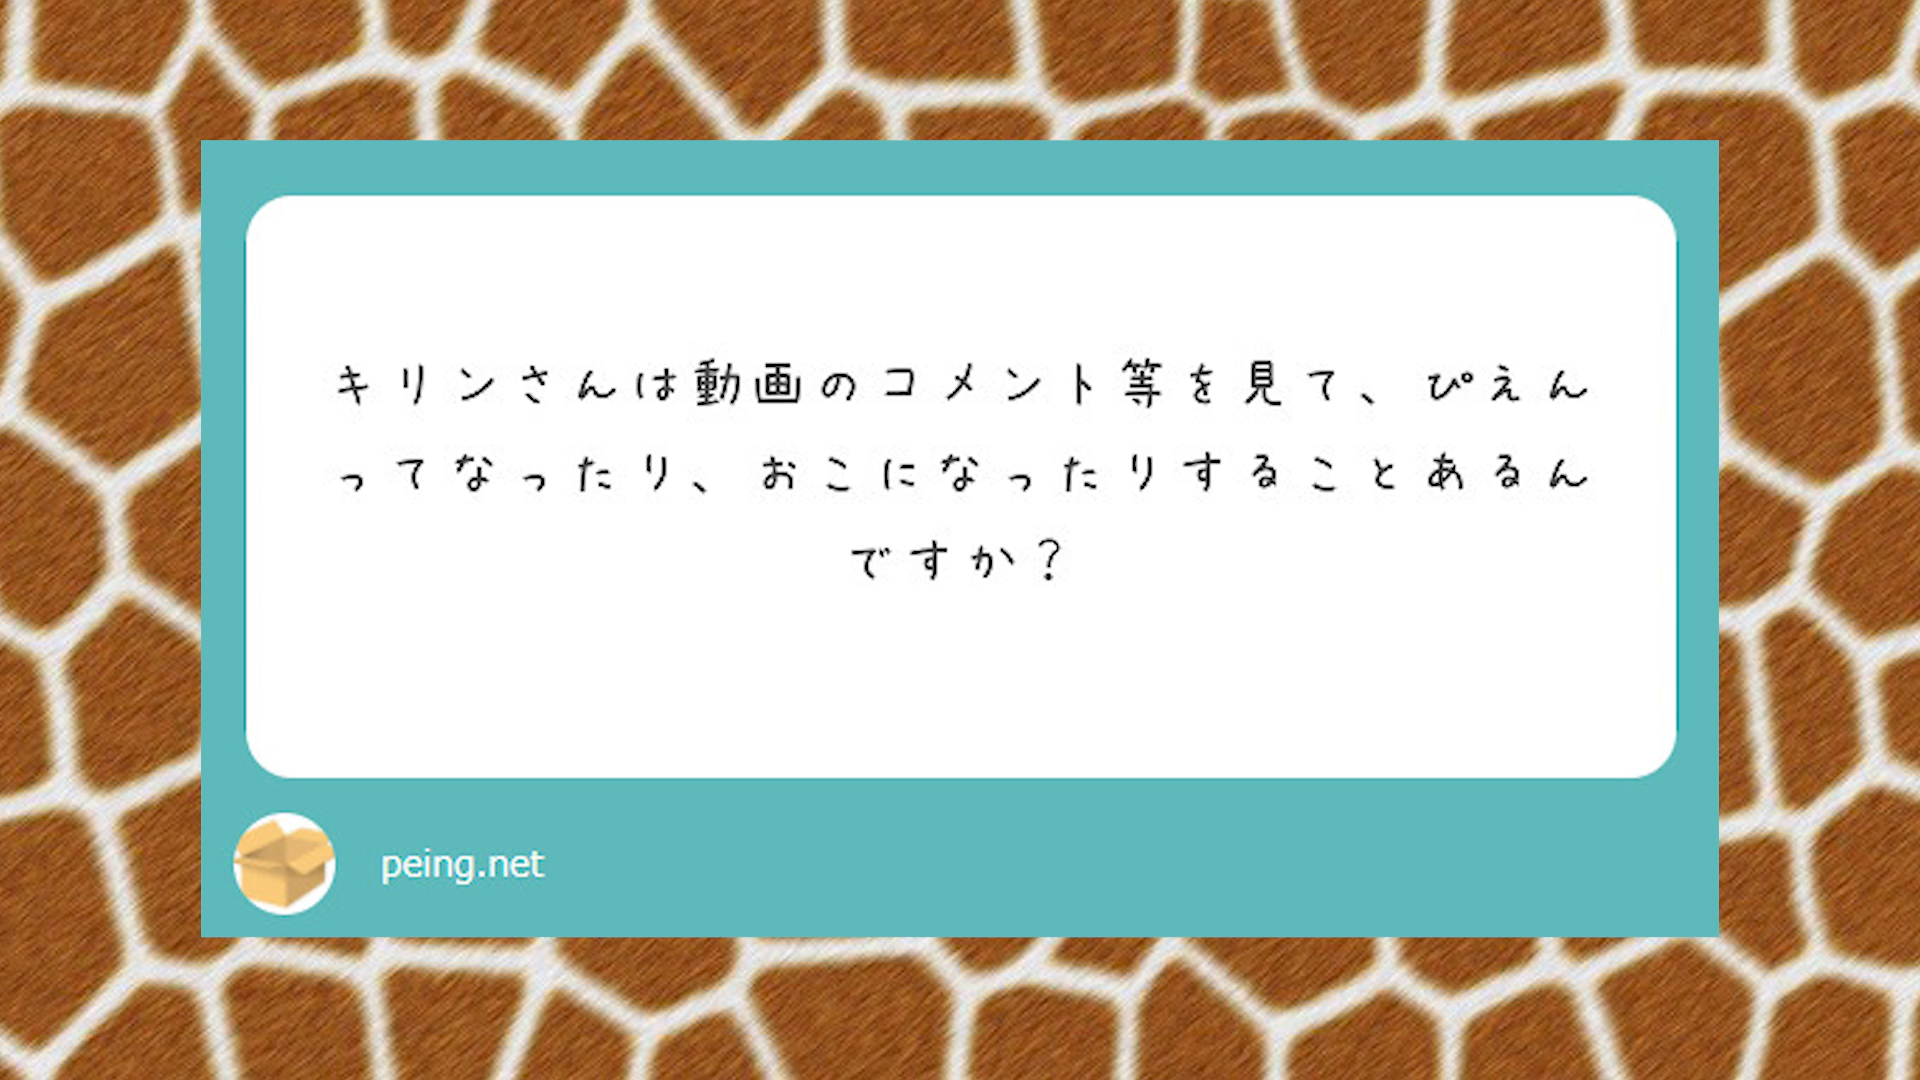 キリンさんは動画のコメント等を見て、ぴえん
ってなったり、おこになったりすることあるん
ですか？
peing.net